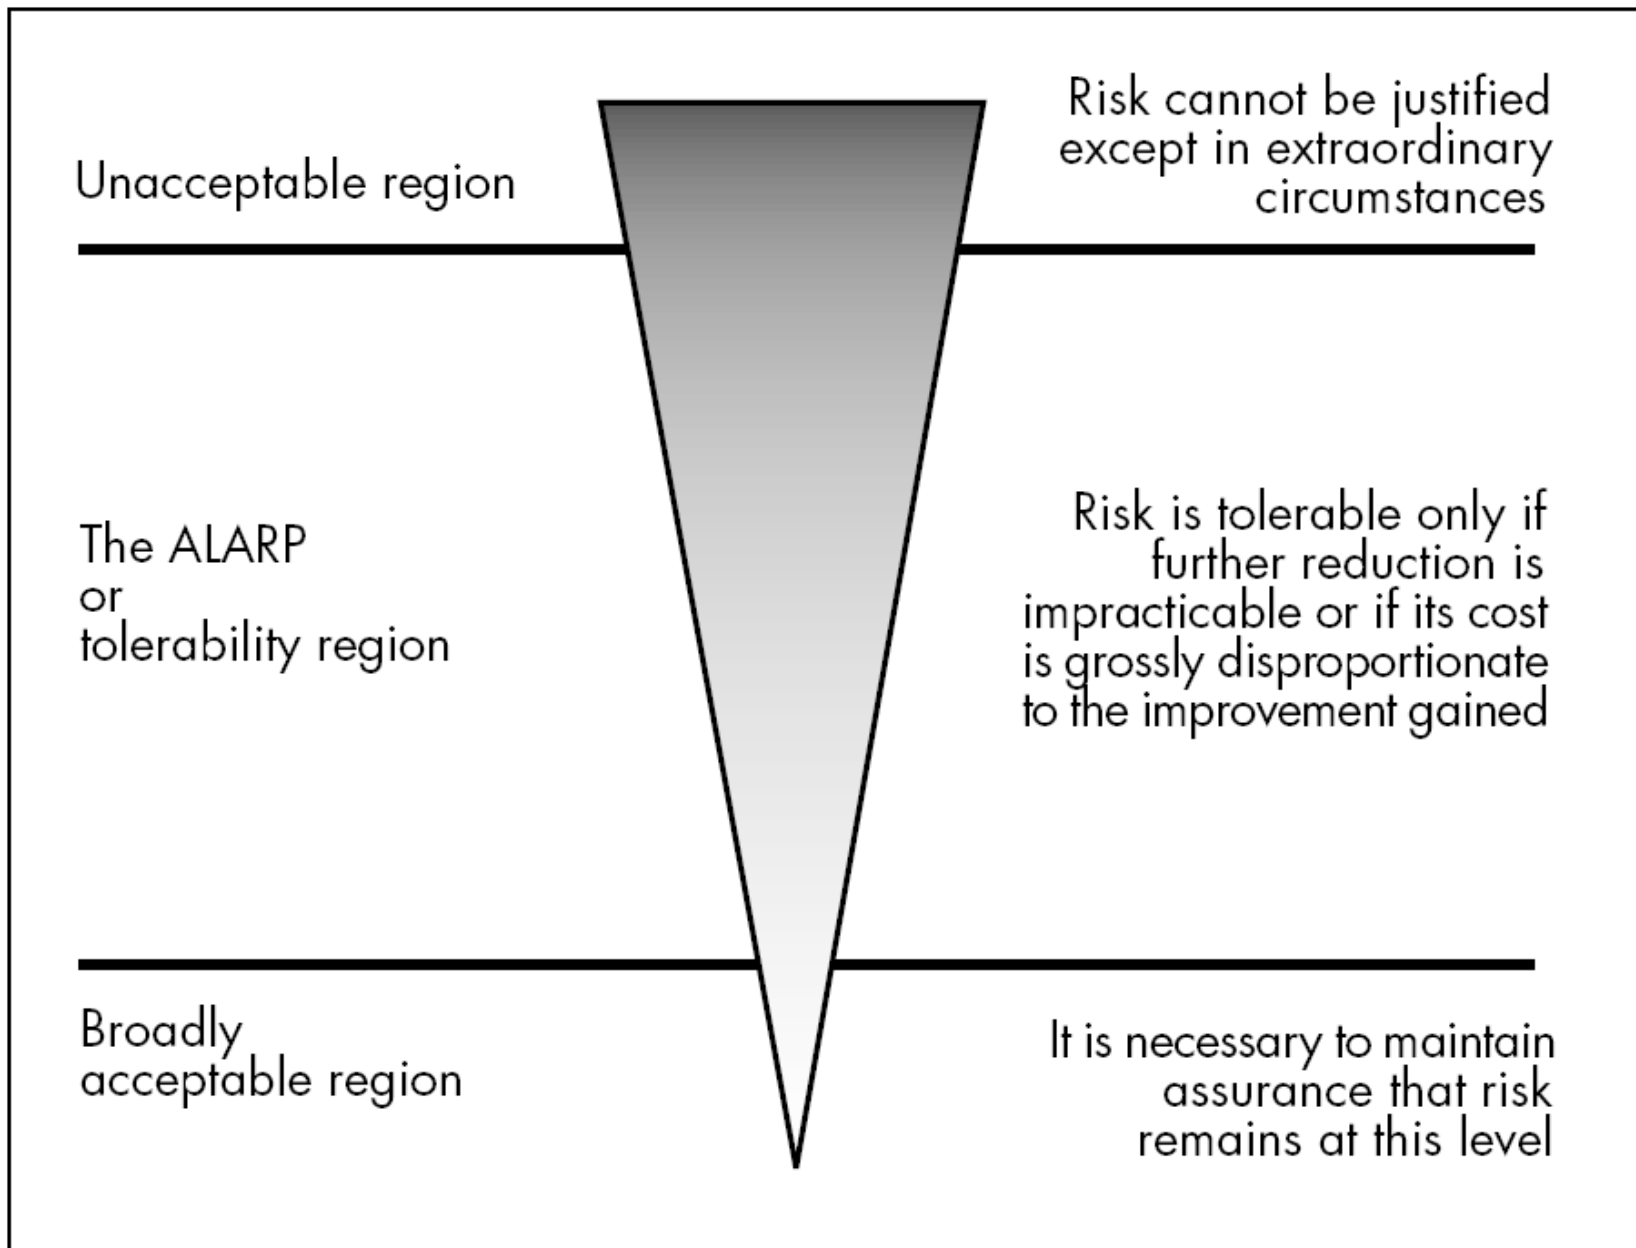 Unacceptable region
Risk cannot be justified
except in extraordinary
circumstances
The ALARP
or
tolerability region
Risk is tolerable only if
further reduction is
impracticable or if its cost
is grossly disproportionate
to the improvement gained
Broadly
acceptable region
It is necessary to maintain
assurance that risk
remains at this level